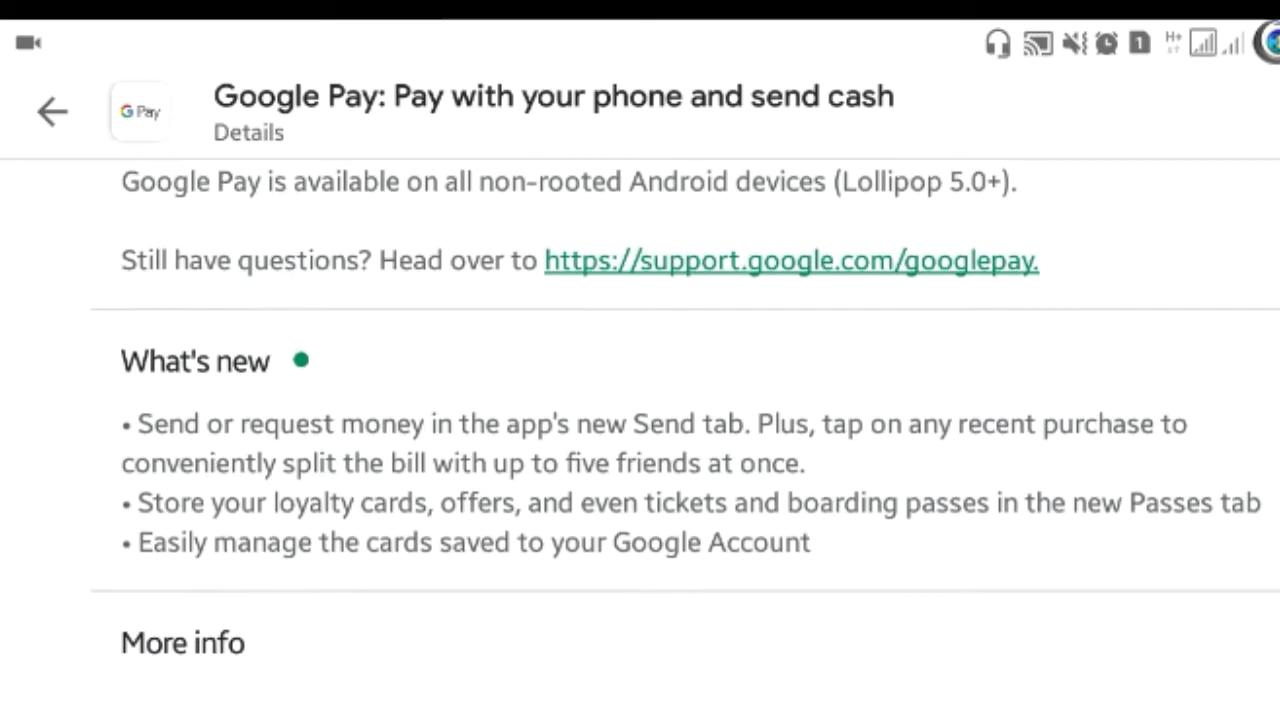 1 H+
G Pay
Google Pay: Pay with your phone and send cash
Details
Google Pay is available on all non-rooted Android devices (Lollipop 5.0+).
Still have questions? Head over to https://support.google.com/googlepay.
What's new
• Send or request money in the app's new Send tab. Plus, tap on any recent purchase to
conveniently split the bill with up to five friends at once.
• Store your loyalty cards, offers, and even tickets and boarding passes in the new Passes tab
• Easily manage the cards saved to your Google Account
More info